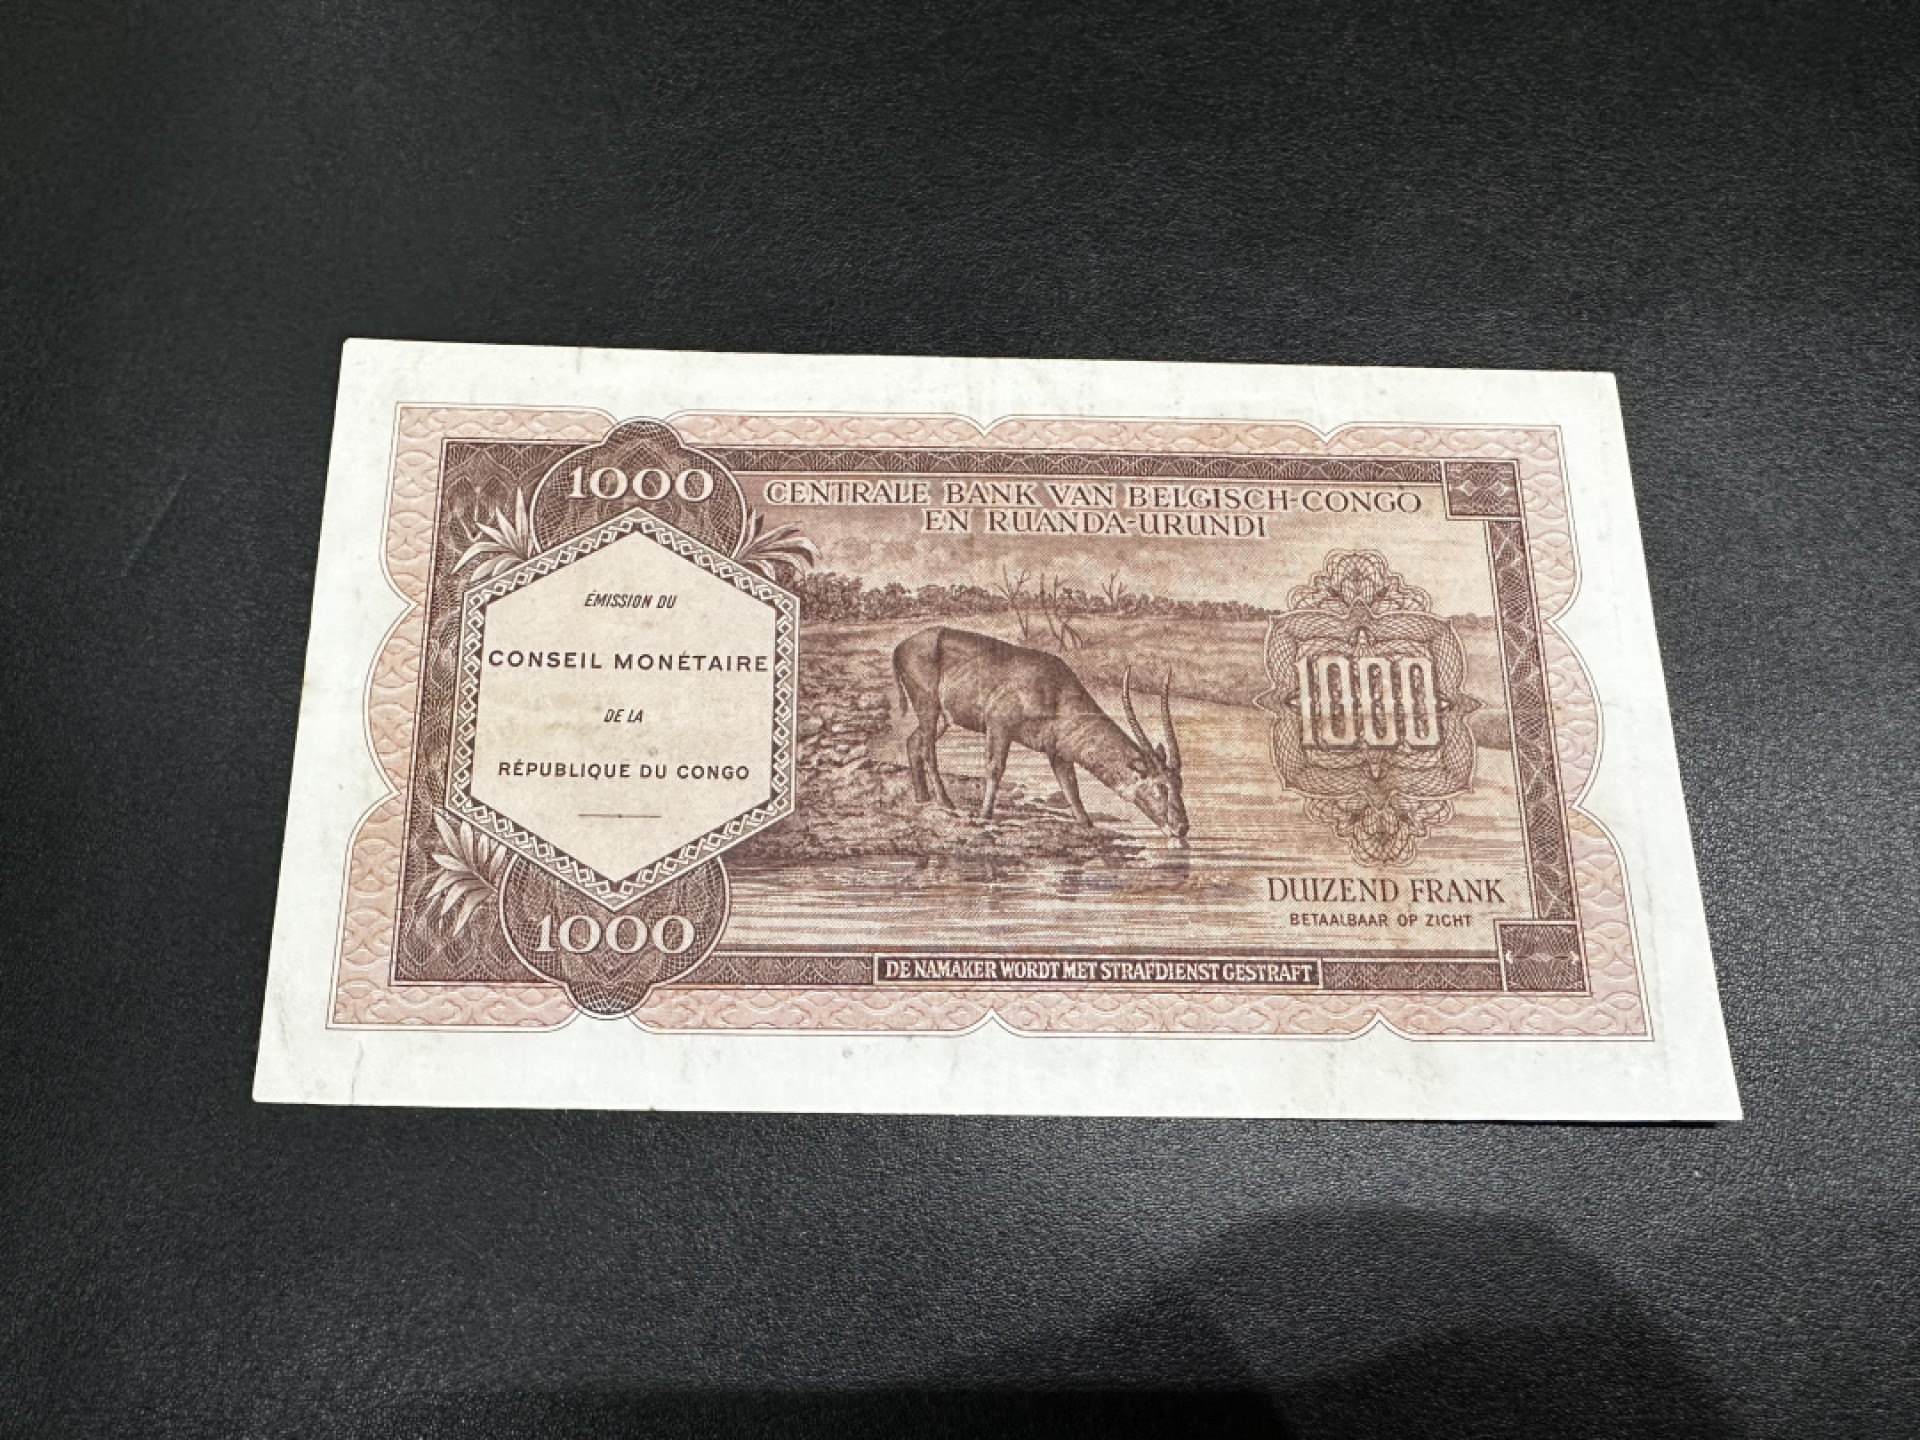 1000
CENTRALE BANK VAN BELGISCH-CONGO
EN RUANDA-URUNDI
ÉMISSION DU
CONSEIL MONÉTAIRE
DE LA
RÉPUBLIQUE DU CONGO
1000
DUIZEND FRANK
BETAALBAAR OP ZICHT
1000
DE NAMAKER WORDT MET STRAFDIENST GESTRAFT